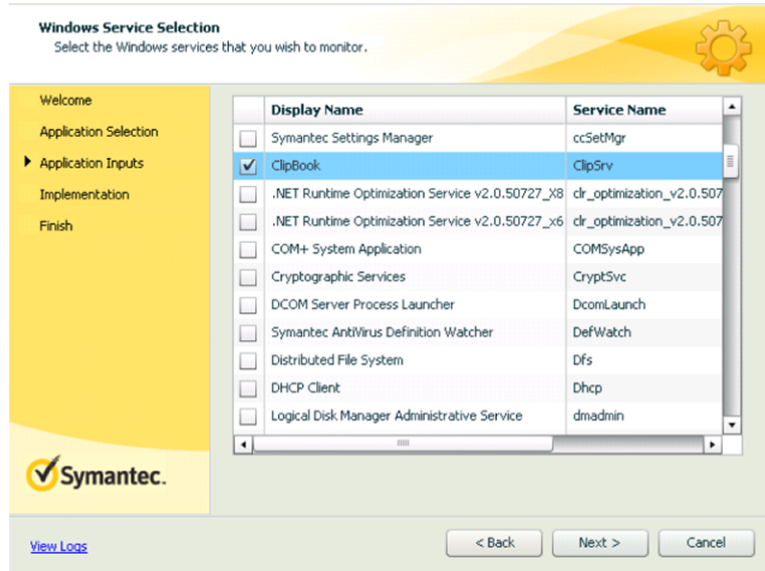 Windows Service Selection
Select the Windows services that you wish to monitor.
Welcome
Application Selection
Application Inputs
Implementation
Finish
Display Name Service Name
Symantec Settings Manager ccSetMgr
ClipBook ClipSrv
.NET Runtime Optimization Service v2.0.50727_X8 clr_optimization_v2.0.507
.NET Runtime Optimization Service v2.0.50727_x6 clr_optimization_v2.0.507
COM+ System Application COMSysApp
Cryptographic Services CryptSvc
DCOM Server Process Launcher DcomLaunch
Symantec AntiVirus Definition Watcher DefWatch
Distributed File System Dfs
DHCP Client Dhcp
Logical Disk Manager Administrative Service dmadmin
Symantec.
View Logs
< Back Next > Cancel